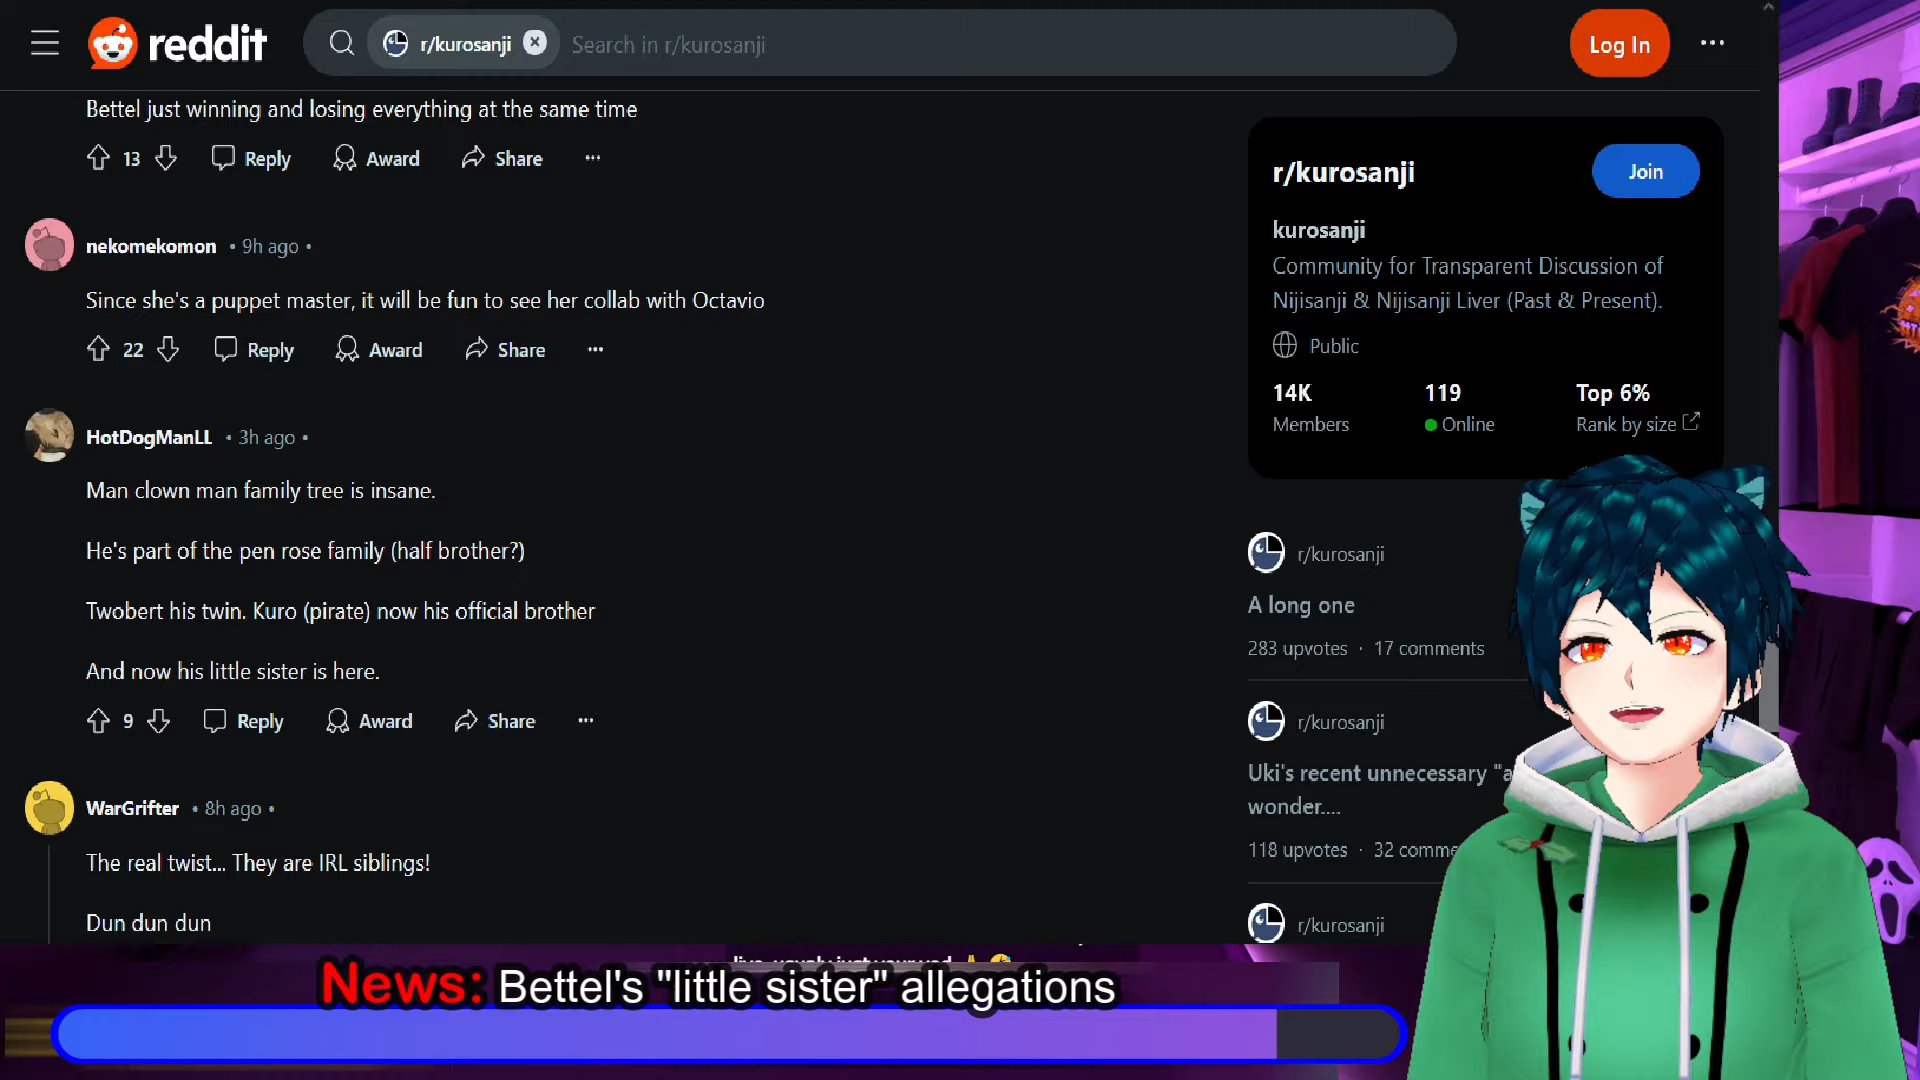 reddit
r/kurosanji
Search in r/kurosanji
Log In
Bettel just winning and losing everything at the same time
13 Reply Award Share
nekomekomon • 9h ago •
Since she's a puppet master, it will be fun to see her collab with Octavio
22 Reply Award Share
HotDogManLL • 3h ago •
Man clown man family tree is insane.
He's part of the pen rose family (half brother?)
Twobert his twin. Kuro (pirate) now his official brother
And now his little sister is here.
9 Reply Award Share
WarGrifter • 8h ago •
The real twist... They are IRL siblings!
Dun dun dun
r/kurosanji
Join
kurosanji
Community for Transparent Discussion of
Nijisanji & Nijisanji Liver (Past & Present).
Public
14K 119 Top 6%
Members Online Rank by size
r/kurosanji
A long one
283 upvotes · 17 comments
r/kurosanji
Uki's recent unnecessary "a
wonder....
118 upvotes · 32 comme
r/kurosanji
News: Bettel's "little sister" allegations